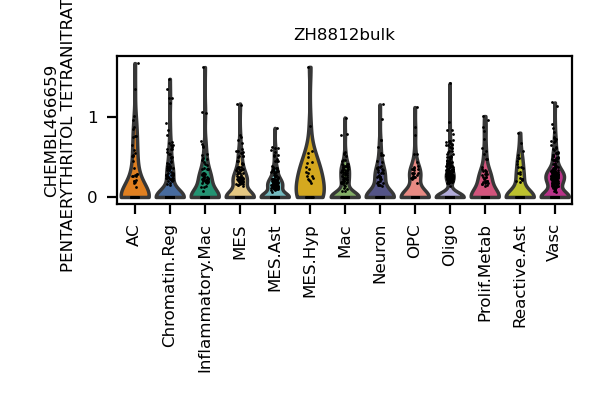 ZH8812bulk
CHEMBL466659
PENTAERYTHRITOL TETRANITRAT
1
0
AC
Chromatin.Reg
Inflammatory.Mac
MES
MES.Ast
MES.Hyp
Mac
Neuron
OPC
Oligo
Prolif.Metab
Reactive.Ast
Vasc